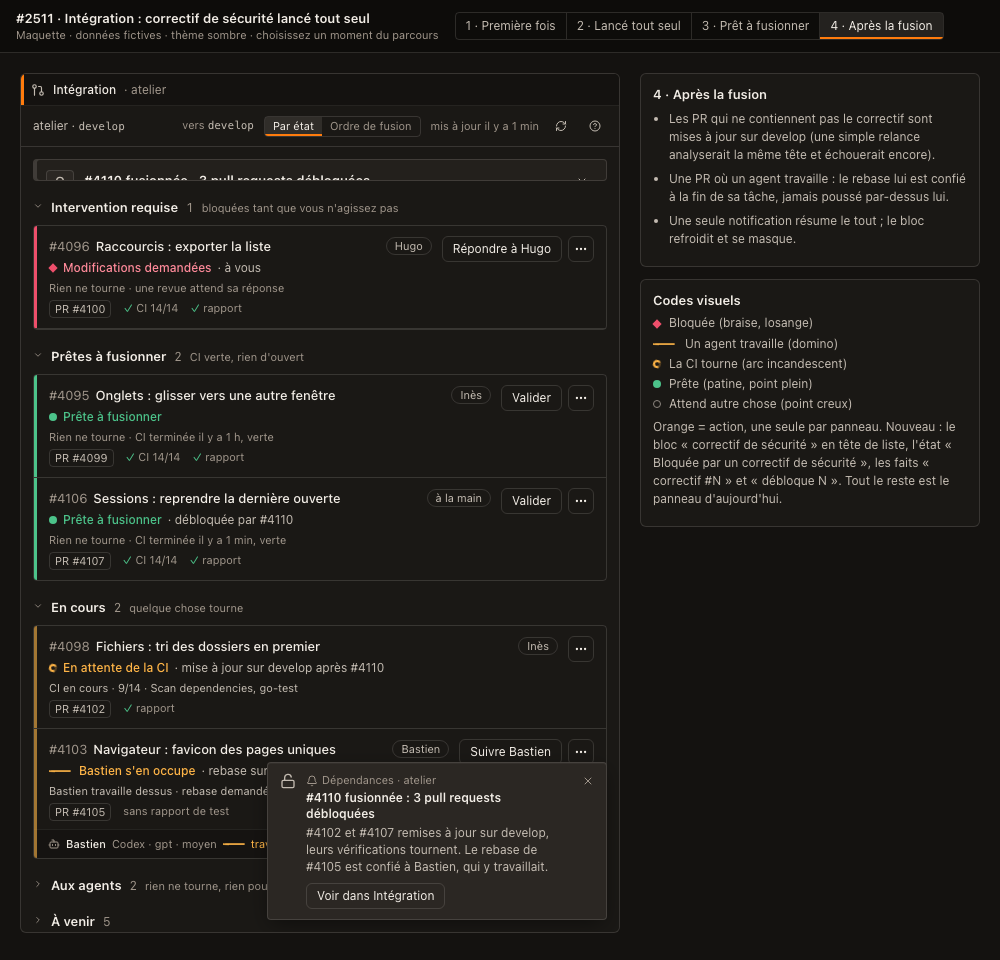 #2511 · Intégration : correctif de sécurité lancé tout seul
Maquette · données fictives · thème sombre · choisissez un moment du parcours
1 · Première fois
2 · Lancé tout seul
3 · Prêt à fusionner
4 · Après la fusion
Intégration · atelier
atelier · develop
vers develop
Par état
Ordre de fusion
mis à jour il y a 1 min
#4110 fusionnée : 3 pull requests débloquées
Intervention requise 1 bloquées tant que vous n'agissez pas
#4096 Raccourcis : exporter la liste
Hugo
Répondre à Hugo
Modifications demandées · à vous
Rien ne tourne · une revue attend sa réponse
PR #4100 CI 14/14 rapport
Prêtes à fusionner 2 CI verte, rien d'ouvert
#4095 Onglets : glisser vers une autre fenêtre
Inès
Valider
Prête à fusionner
Rien ne tourne · CI terminée il y a 1 h, verte
PR #4099 CI 14/14 rapport
#4106 Sessions : reprendre la dernière ouverte
à la main
Valider
Prête à fusionner · débloquée par #4110
Rien ne tourne · CI terminée il y a 1 min, verte
PR #4107 CI 14/14 rapport
En cours 2 quelque chose tourne
#4098 Fichiers : tri des dossiers en premier
Inès
En attente de la CI · mise à jour sur develop après #4110
CI en cours · 9/14 · Scan dependencies, go-test
PR #4102 rapport
#4103 Navigateur : favicon des pages uniques
Bastien
Suivre Bastien
Bastien s'en occupe · rebase sur
Bastien travaille dessus · rebase demandé
PR #4105 sans rapport de test
Bastien Codex · gpt · moyen
Aux agents 2 rien ne tourne, rien
À venir 5
Dépendances · atelier
#4110 fusionnée : 3 pull requests
débloquées
#4102 et #4107 remises à jour sur develop,
leurs vérifications tournent. Le rebase de
#4105 est confié à Bastien, qui y travaillait.
Voir dans Intégration
4 · Après la fusion
Les PR qui ne contiennent pas le correctif sont
mises à jour sur develop (une simple relance
analyserait la même tête et échouerait encore).
Une PR où un agent travaille : le rebase lui est confié
à la fin de sa tâche, jamais poussé par-dessus lui.
Une seule notification résume le tout ; le bloc
refroidit et se masque.
Codes visuels
Bloquée (braise, losange)
Un agent travaille (domino)
La CI tourne (arc incandescent)
Prête (patine, point plein)
Attend autre chose (point creux)
Orange = action, une seule par panneau. Nouveau : le
bloc « correctif de sécurité » en tête de liste, l'état «
Bloquée par un correctif de sécurité », les faits «
correctif #N » et « débloque N ». Tout le reste est le
panneau d'aujourd'hui.